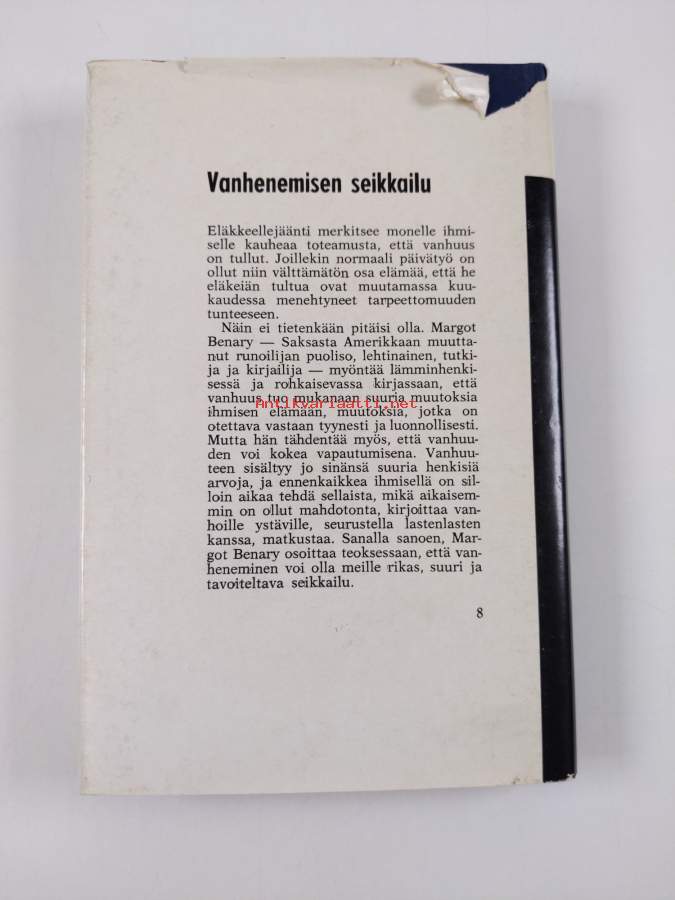 Vanhenemisen seikkailu
Eläkkeellejäänti merkitsee monelle ihmi-
selle kauheaa toteamusta, että vanhuus
on tullut. Joillekin normaali päivätyö on
ollut niin välttämätön osa elämää, että he
eläkeiän tultua ovat muutamassa kuu-
kaudessa menehtyneet tarpeettomuuden
tunteeseen.
Näin ei tietenkään pitäisi olla. Margot
Benary — Saksasta Amerikkaan muutta-
nut runoilijan puoliso, lehtinainen, tutki-
ja ja kirjailija — myöntää lämminhenki-
sessä ja rohkaisevassa kirjassaan, että
vanhuus tuo mukanaan suuria muutoksia
Antikvariaatti.net
ihmisen elämään, muutoksia, jotka on
otettava vastaan tyynesti ja luonnollisesti.
Mutta hän tähdentää myös, että vanhuu-
den voi kokea vapautumisena. Vanhuu-
teen sisältyy jo sinänsä suuria henkisiä
arvoja, ja ennenkaikkea ihmisellä on sil-
loin aikaa tehdä sellaista, mikä aikaisem-
min on ollut mahdotonta, kirjoittaa van-
hoille ystäville, seurustella lastenlasten
kanssa, matkustaa. Sanalla sanoen, Mar-
got Benary osoittaa teoksessaan, että van-
heneminen voi olla meille rikas, suuri ja
tavoiteltava seikkailu.
8